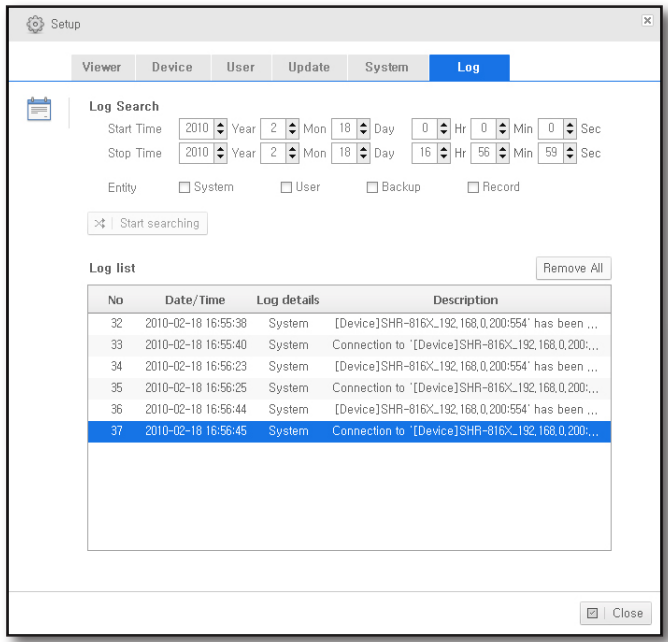 Setup
Viewer Device User Update System Log
Log Search
Start Time 2010 Year 2 Mon 18 Day 0 Hr 0 Min 0 Sec
Stop Time 2010 Year 2 Mon 18 Day 16 Hr 56 Min 59 Sec
Entity System User Backup Record
Start searching
Log list Remove All
No Date/Time Log details Description
32 2010-02-18 16:55:38 System [Device]SHR-816X_192,168,0,200:554' has been ...
33 2010-02-18 16:55:40 System Connection to '[Device]SHR-816X_192,168,0,200:...
34 2010-02-18 16:56:23 System [Device]SHR-816X_192,168,0,200:554' has been ...
35 2010-02-18 16:56:25 System Connection to '[Device]SHR-816X_192,168,0,200:...
36 2010-02-18 16:56:44 System [Device]SHR-816X_192,168,0,200:554' has been ...
37 2010-02-18 16:56:45 System Connection to '[Device]SHR-816X_192,168,0,200:...
Close